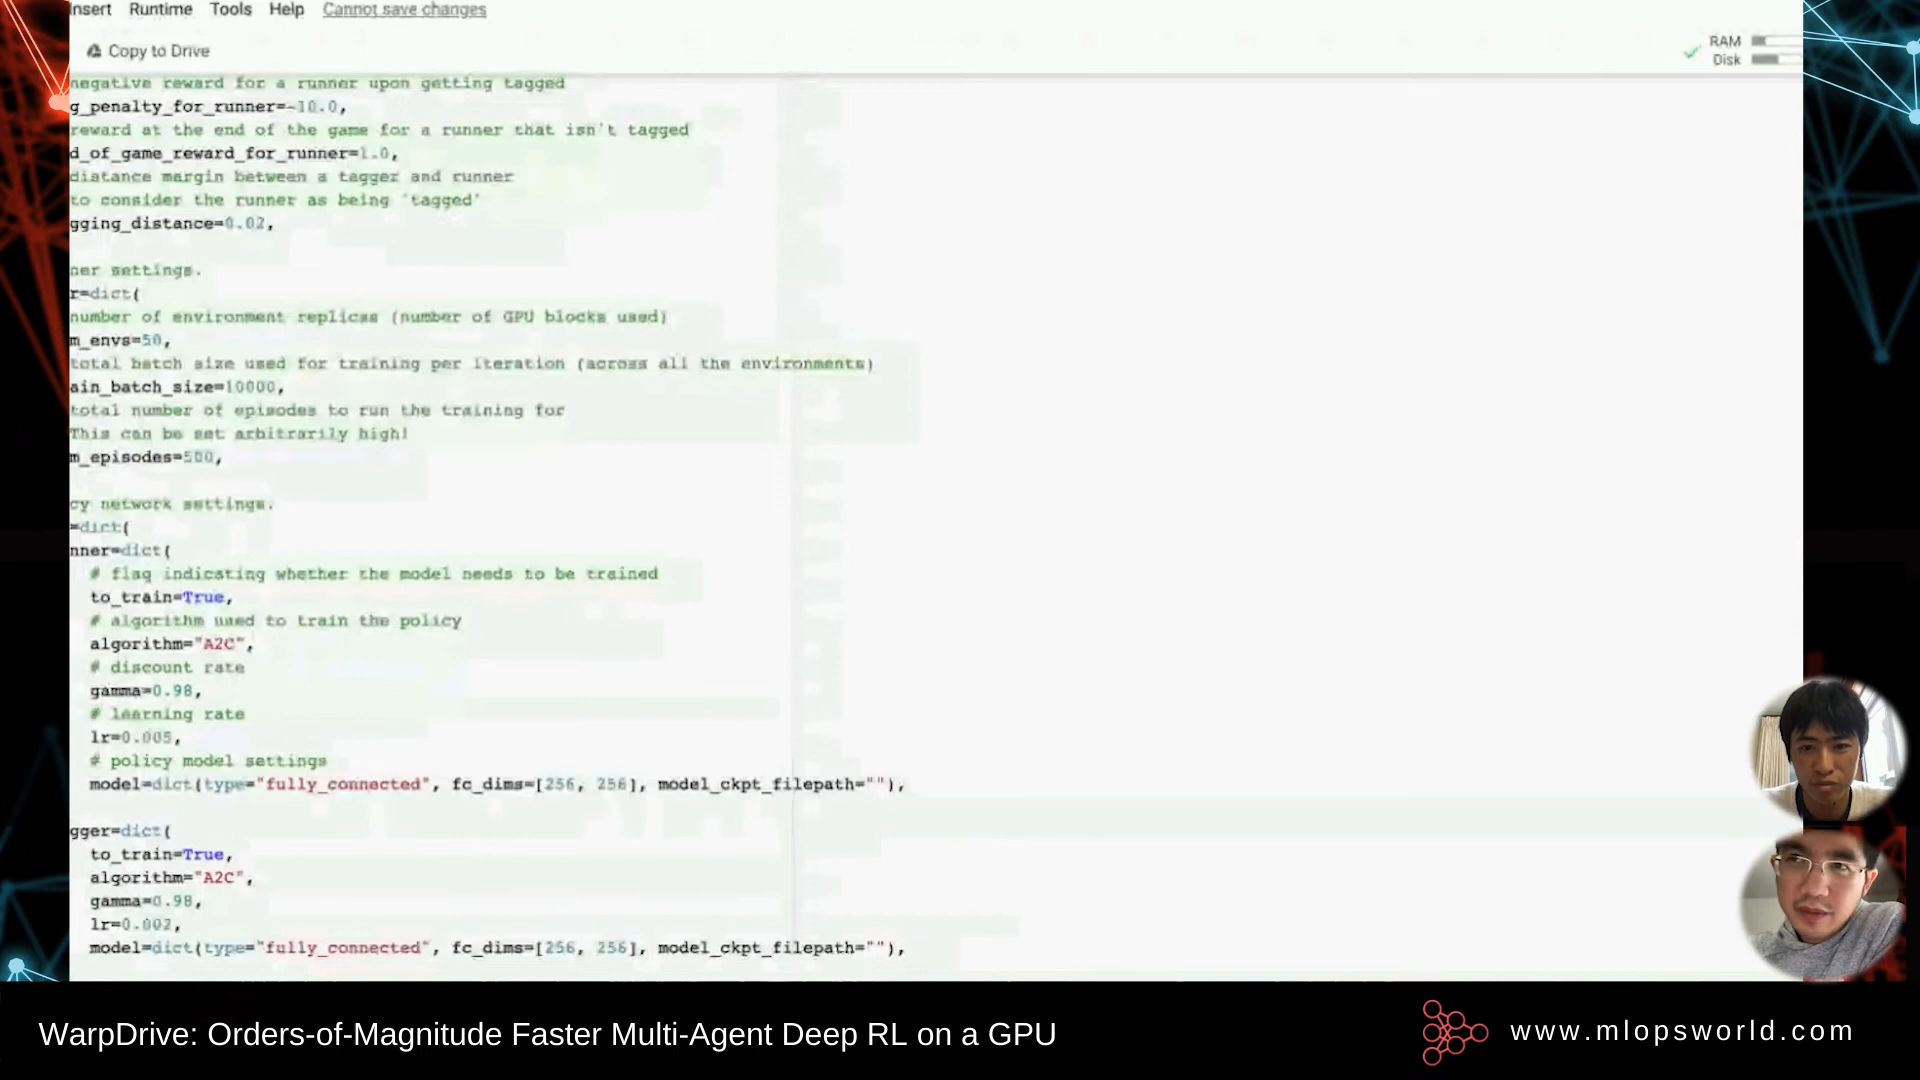 nsert Runtime Tools Help Cannot save changes
Copy to Drive
RAM
Disk
negative reward for a runner upon getting tagged
g_penalty_for_runner=-10.0,
reward at the end of the game for a runner that isn't tagged
d_of_game_reward_for_runner=1.0,
distance margin between a tagger and runner
to consider the runner as being 'tagged'
gging_distance=0.02,
ner settings.
r=dict(
number of environment replicas (number of GPU blocks used)
m_envs=50,
total batch size used for training per iteration (across all the environments)
ain_batch_size=10000,
total number of episodes to run the training for
This can be set arbitrarily high!
m_episodes=500,
cy network settings.
=dict(
nner=dict(
# flag indicating whether the model needs to be trained
to_train=True,
# algorithm used to train the policy
algorithm="A2C",
# discount rate
gamma=0.98,
# learning rate
lr=0.005,
# policy model settings
model=dict(type="fully_connected", fc_dims=[256, 256], model_ckpt_filepath=""),
gger=dict(
to_train=True,
algorithm="A2C",
gamma=0.98,
lr=0.002,
model=dict(type="fully_connected", fc_dims=[256, 256], model_ckpt_filepath=""),
WarpDrive: Orders-of-Magnitude Faster Multi-Agent Deep RL on a GPU
www.mlopsworld.com